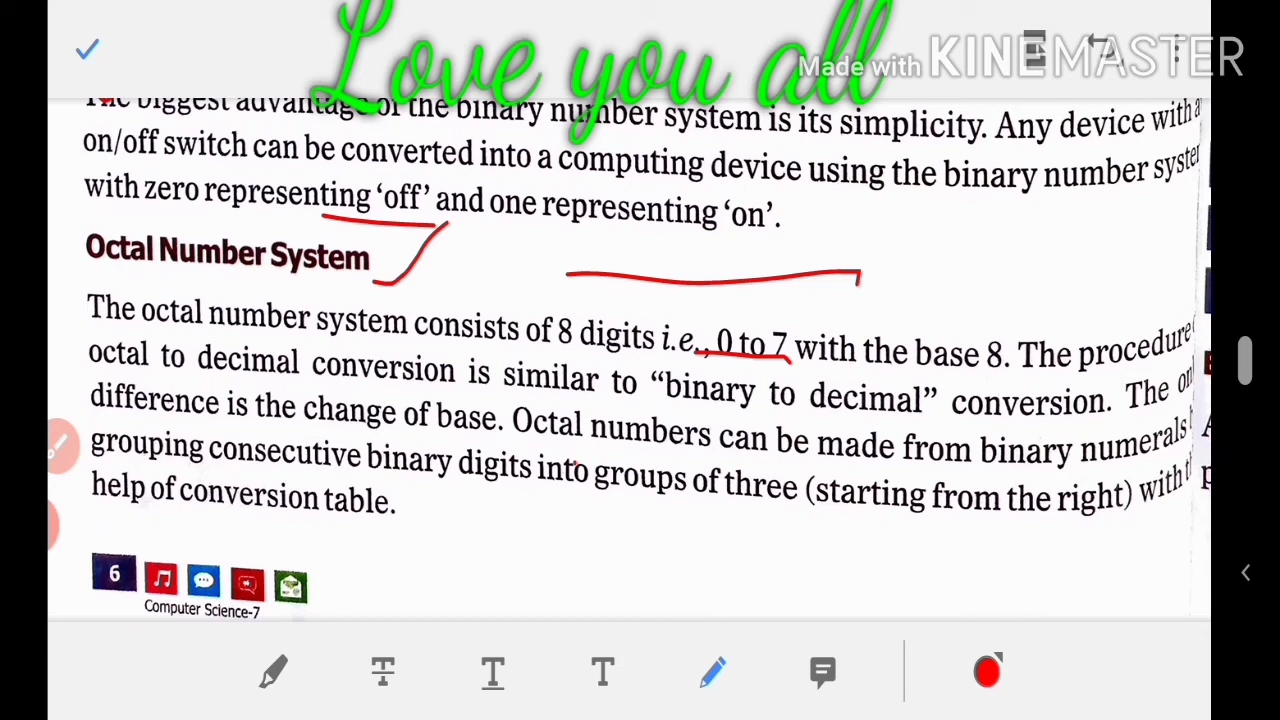 Love you all
Made with KINEMASTER
The biggest advantage of the binary number system is its simplicity. Any device with
on/off switch can be converted into a computing device using the binary number
with zero representing ‘off’ and one representing ‘on’.
Octal Number System
The octal number system consists of 8 digits i.e., 0 to 7 with the base 8. The procedure
octal to decimal conversion is similar to “binary to decimal” conversion. The
difference is the change of base. Octal numbers can be made from binary numerals
grouping consecutive binary digits into groups of three (starting from the right) with
help of conversion table.
6
Computer Science-7
T T T